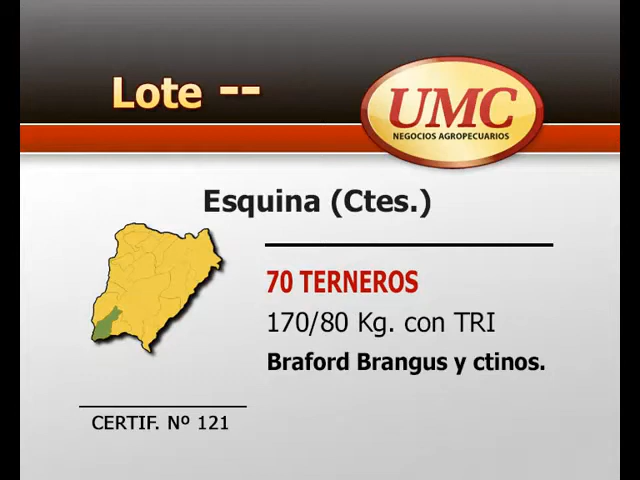 Lote --
UMC
NEGOCIOS AGROPECUARIOS
Esquina (Ctes.)
70 TERNEROS
170/80 Kg. con TRI
Braford Brangus y ctinos.
CERTIF. Nº 121